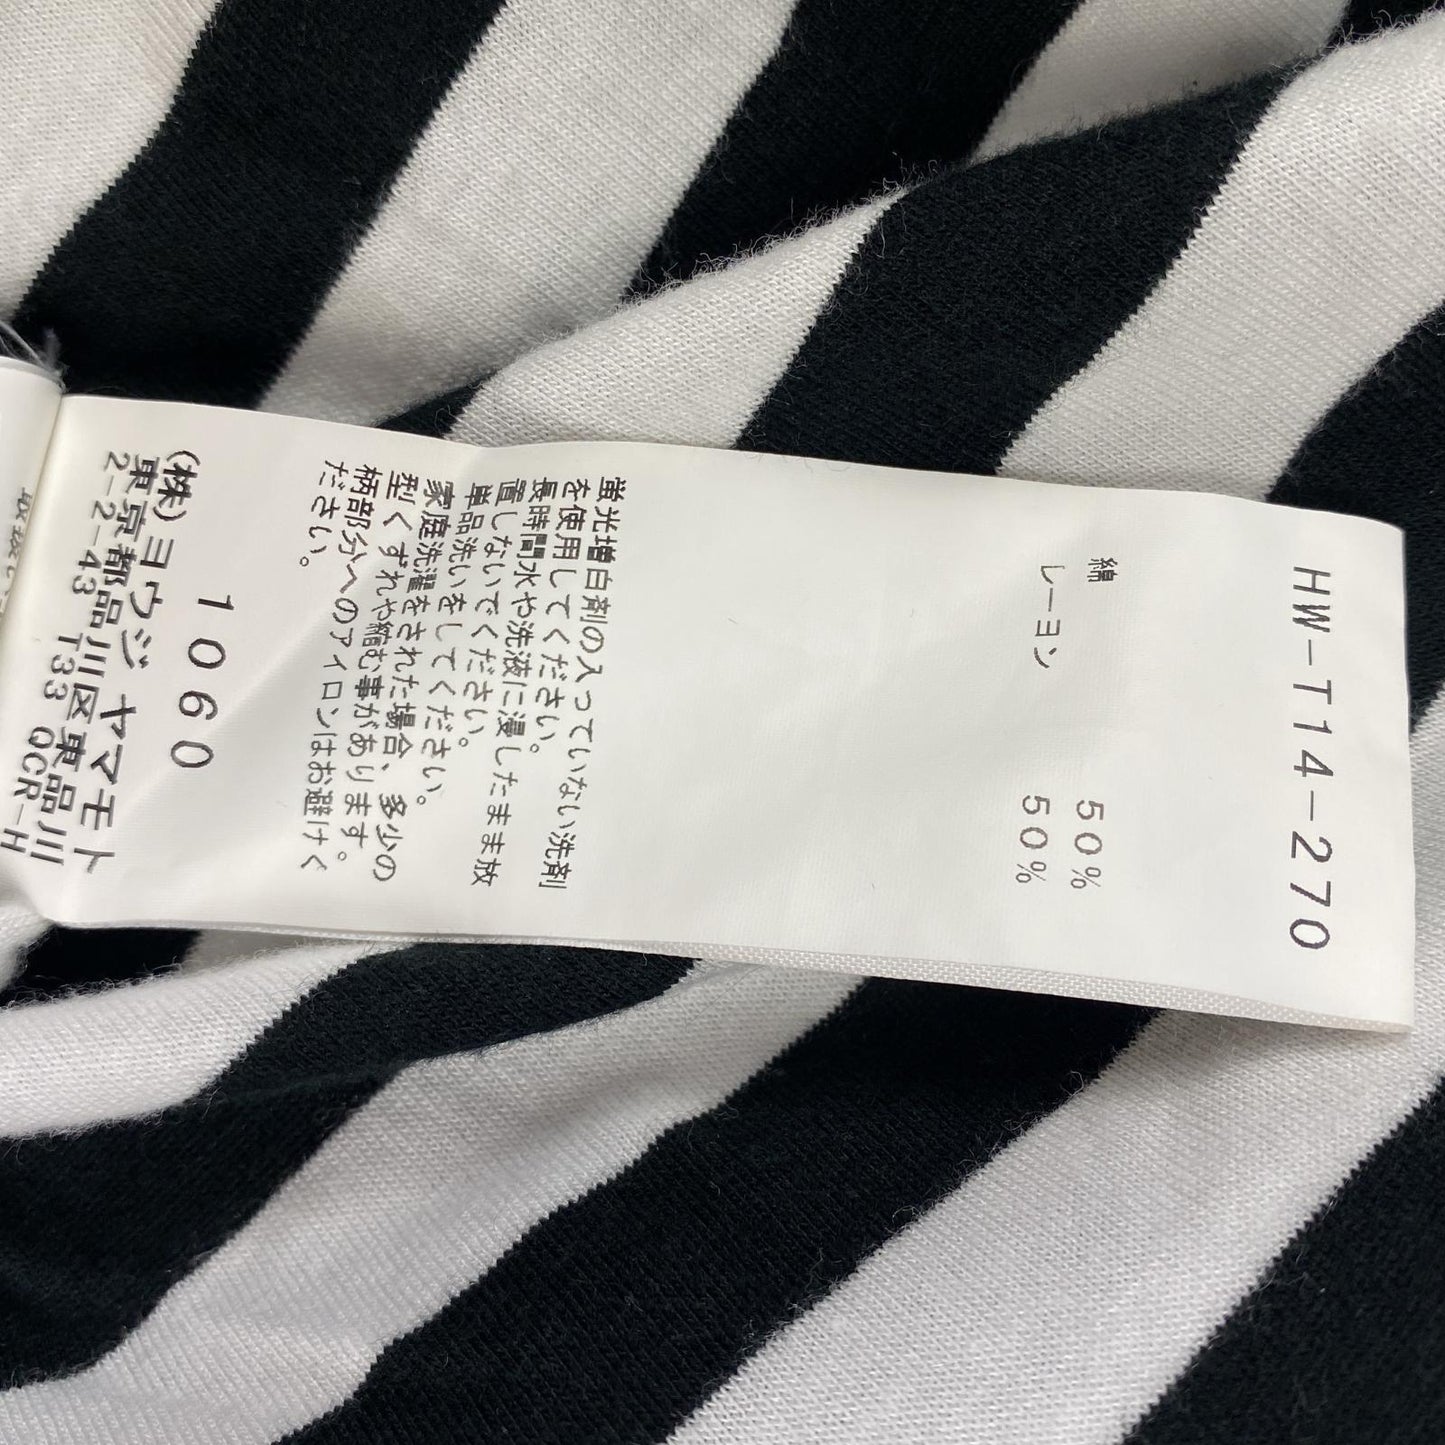 HW-T14-270
綿 50%
レーヨン 50%
蛍光増白剤の入っていない洗剤
を使用してください。
長時間水や洗液に浸したまま放
置しないでください。
単品洗いをしてください。
家庭洗濯をされた場合、多少の
型くずれや縮む事があります。
柄部分へのアイロンはお避けく
ださい。
1060
(株)ヨウジ ヤマモト
東京都品川区東品川
2-2-43 T33 QCR-H